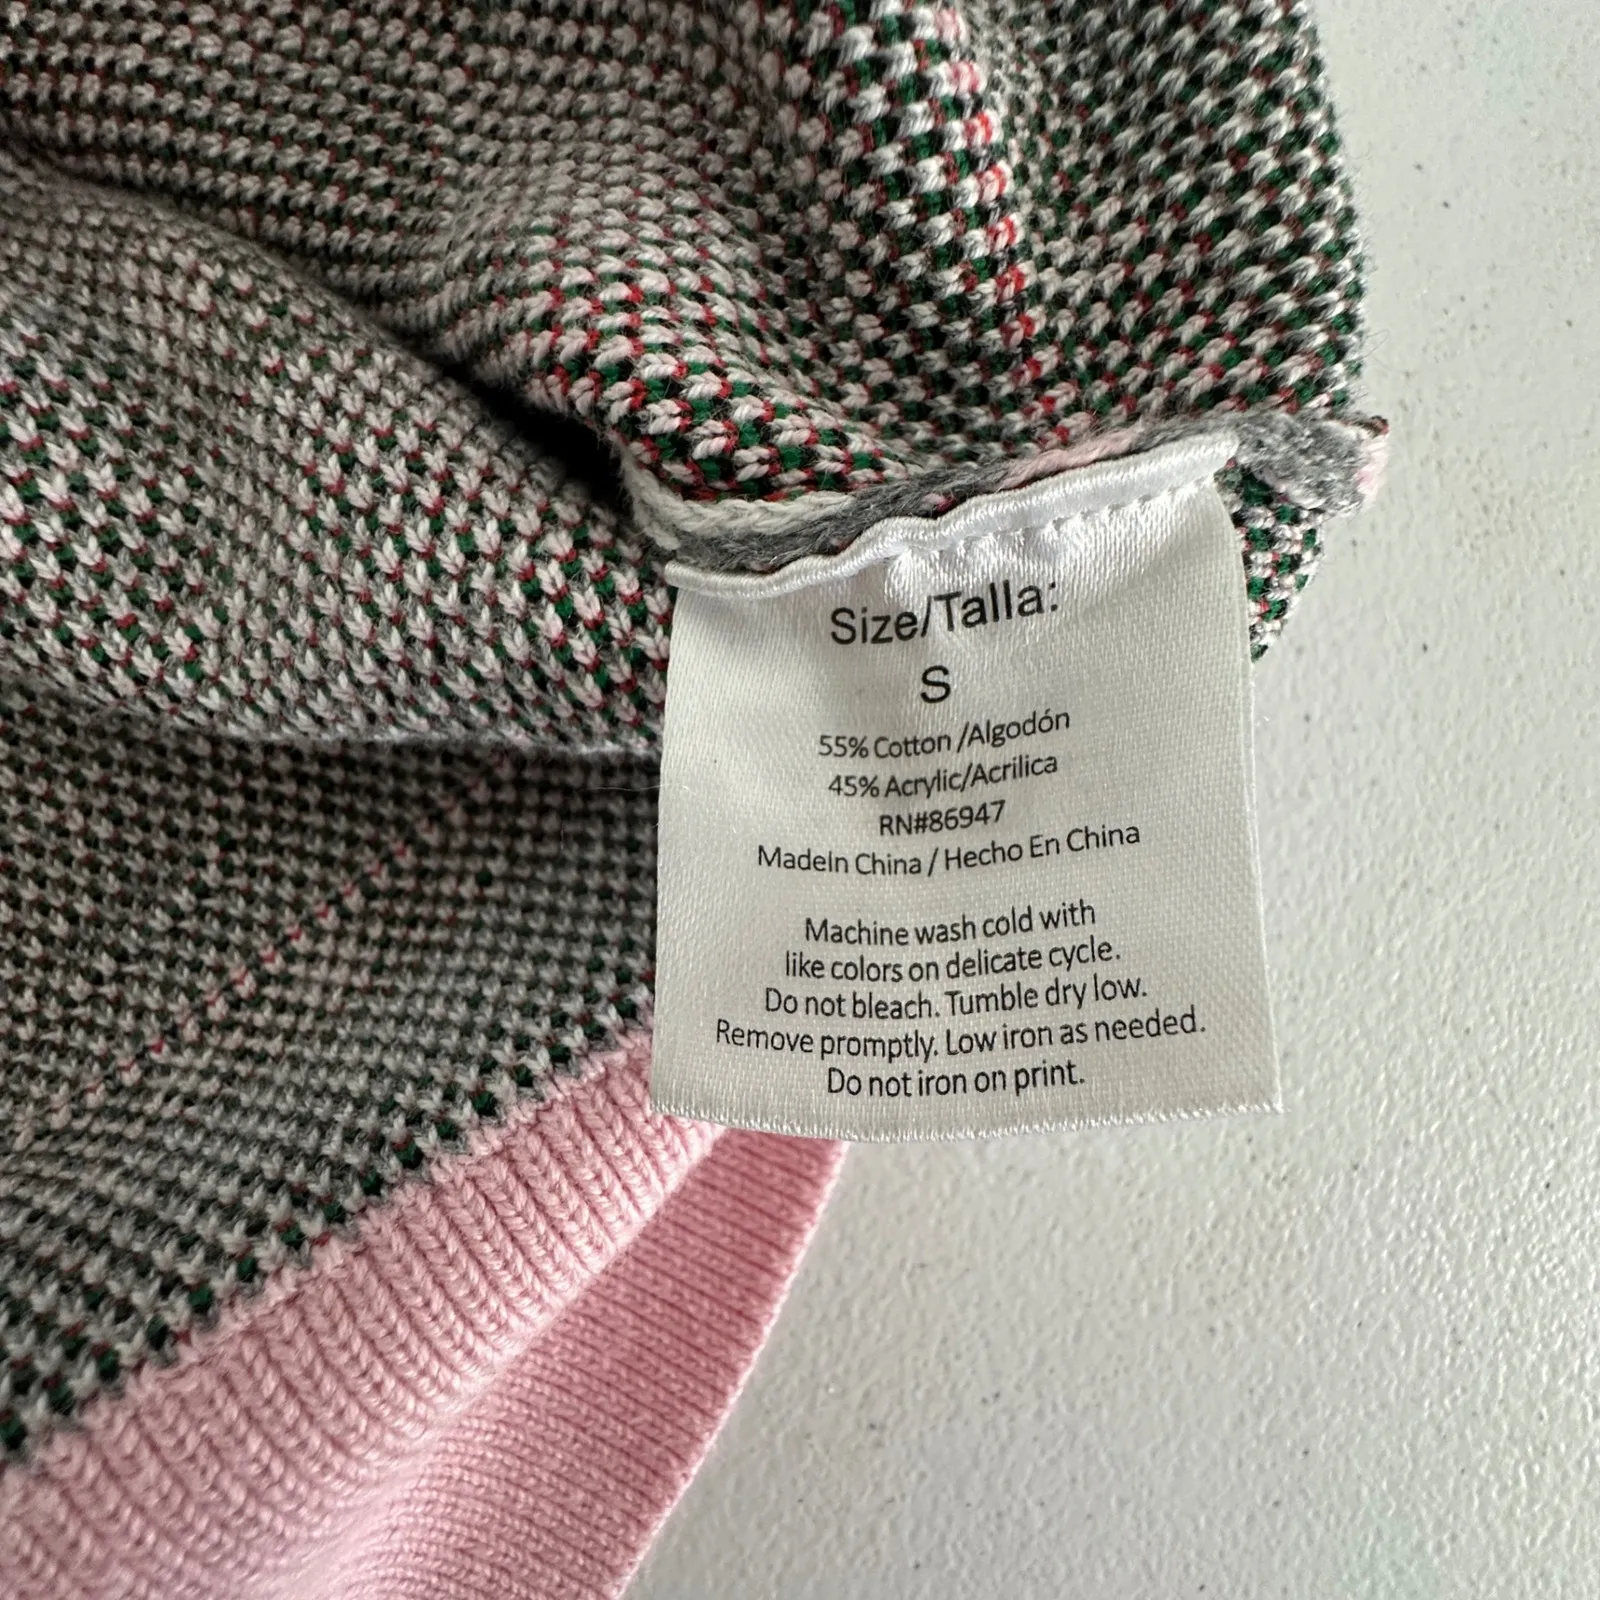 Size/Talla:
S
55% Cotton /Algodón
45% Acrylic/Acrilica
RN#86947
MadeIn China / Hecho En China
Machine wash cold with
like colors on delicate cycle.
Do not bleach. Tumble dry low.
Remove promptly. Low iron as needed.
Do not iron on print.